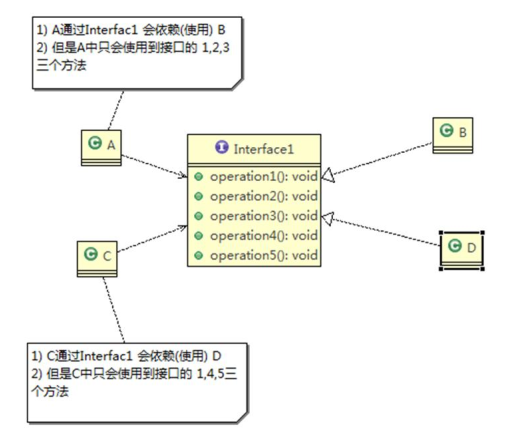 1) A通过Interfac1 会依赖(使用) B
2) 但是A中只会使用到接口的 1,2,3
三个方法
C A
I Interface1
operation1(): void
operation2(): void
operation3(): void
operation4(): void
operation5(): void
C B
C C
C D
1) C通过Interfac1 会依赖(使用) D
2) 但是C中只会使用到接口的 1,4,5三
个方法